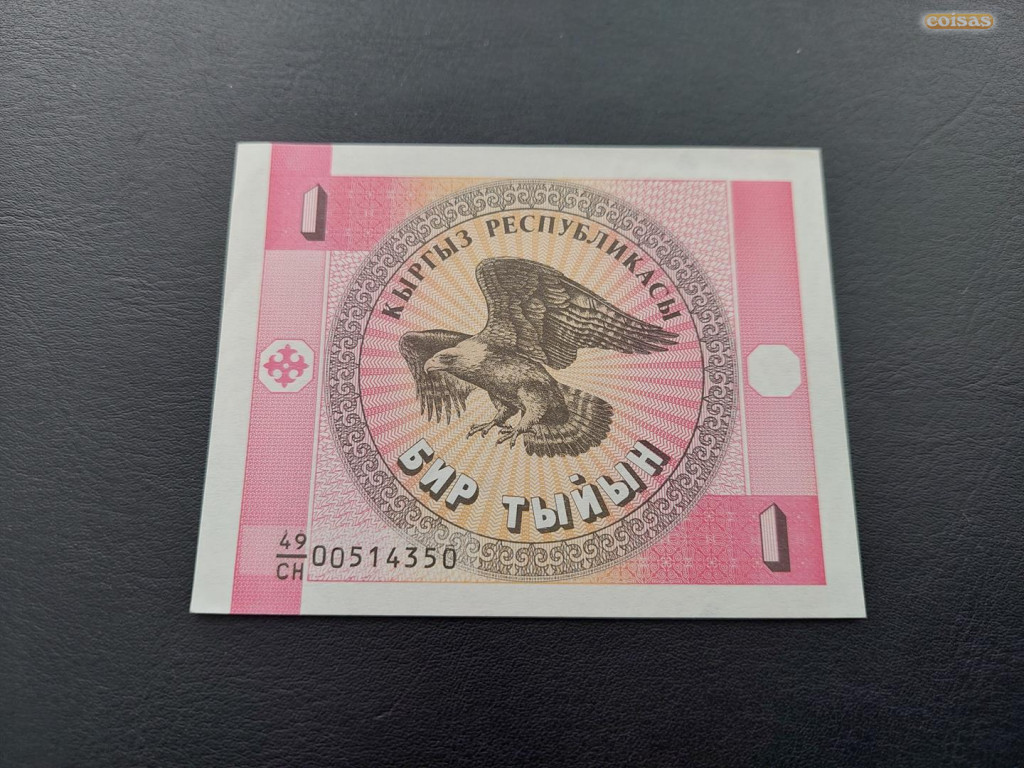 coisas
1
КЫРГЫЗ РЕСПУБЛИКАСЫ
БИР ТЫЙЫН
1
49
СН 00514350